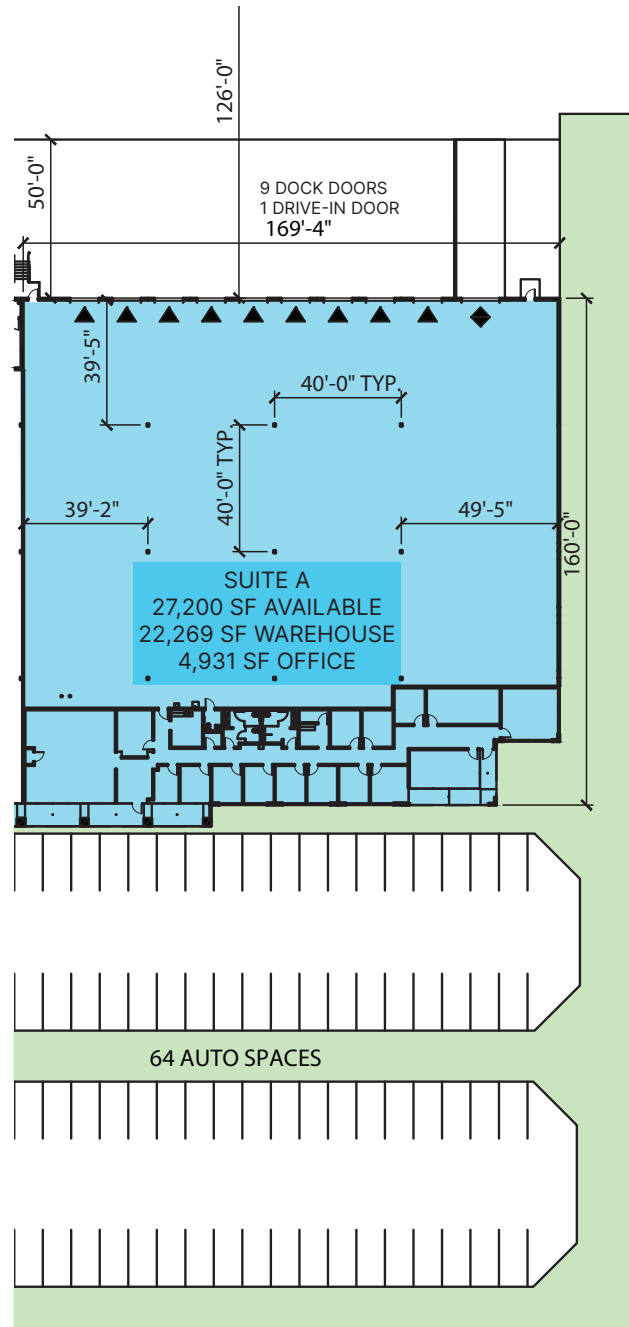 126'-0"
50'-0"
9 DOCK DOORS
1 DRIVE-IN DOOR
169'-4"
39'-5"
40'-0" TYP.
40'-0" TYP.
39'-2"
49'-5"
160'-0"
SUITE A
27,200 SF AVAILABLE
22,269 SF WAREHOUSE
4,931 SF OFFICE
64 AUTO SPACES